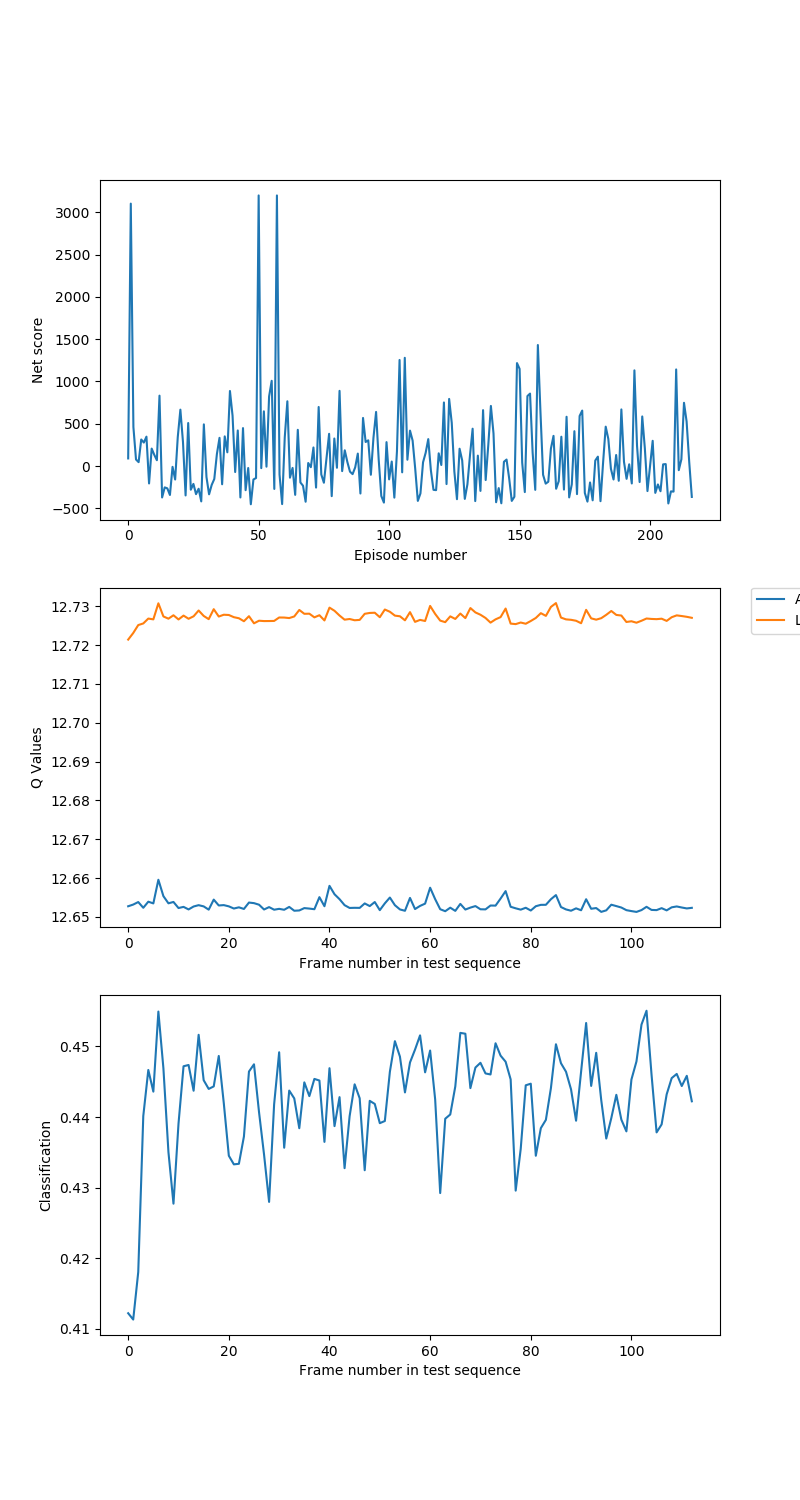 3000
2500
2000
1500
1000
500
0
−500
Net score
0 50 100 150 200
Episode number
12.73
12.72
12.71
12.70
12.69
12.68
12.67
12.66
12.65
Q Values
0 20 40 60 80 100
Frame number in test sequence
0.45
0.44
0.43
0.42
0.41
Classification
0 20 40 60 80 100
Frame number in test sequence